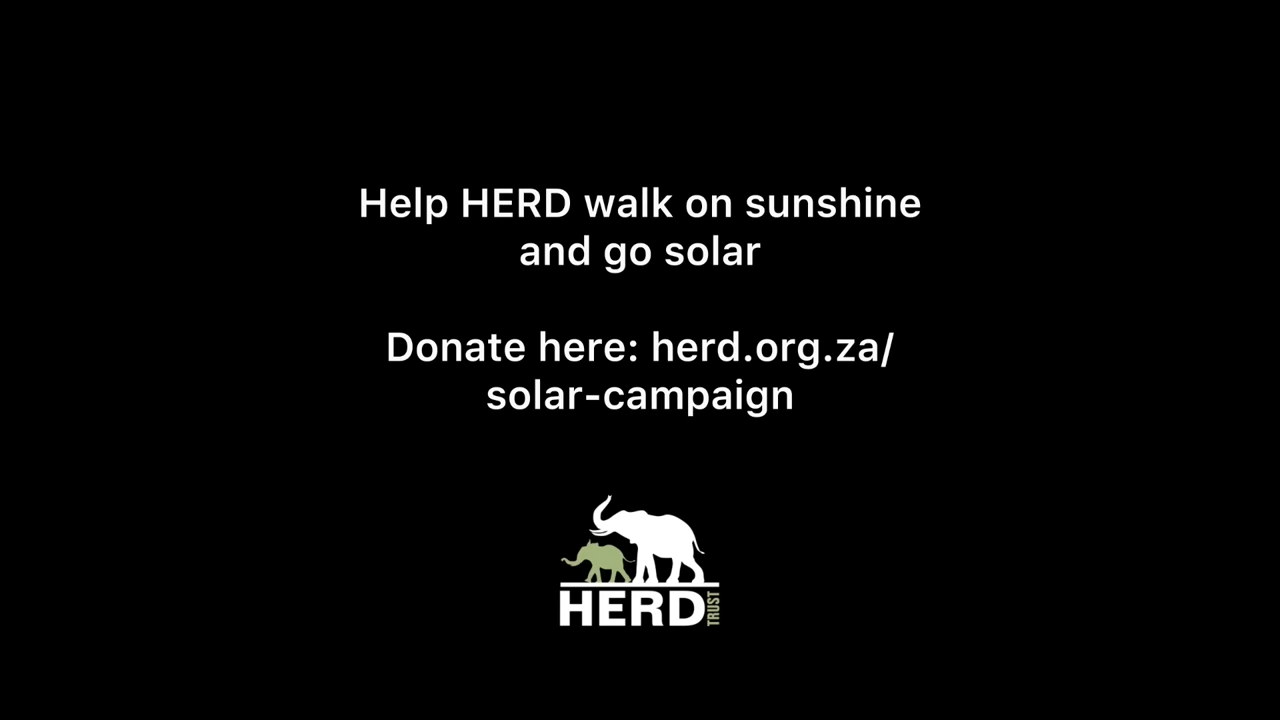 Help HERD walk on sunshine
and go solar
Donate here: herd.org.za/
solar-campaign
HERD
TRUST